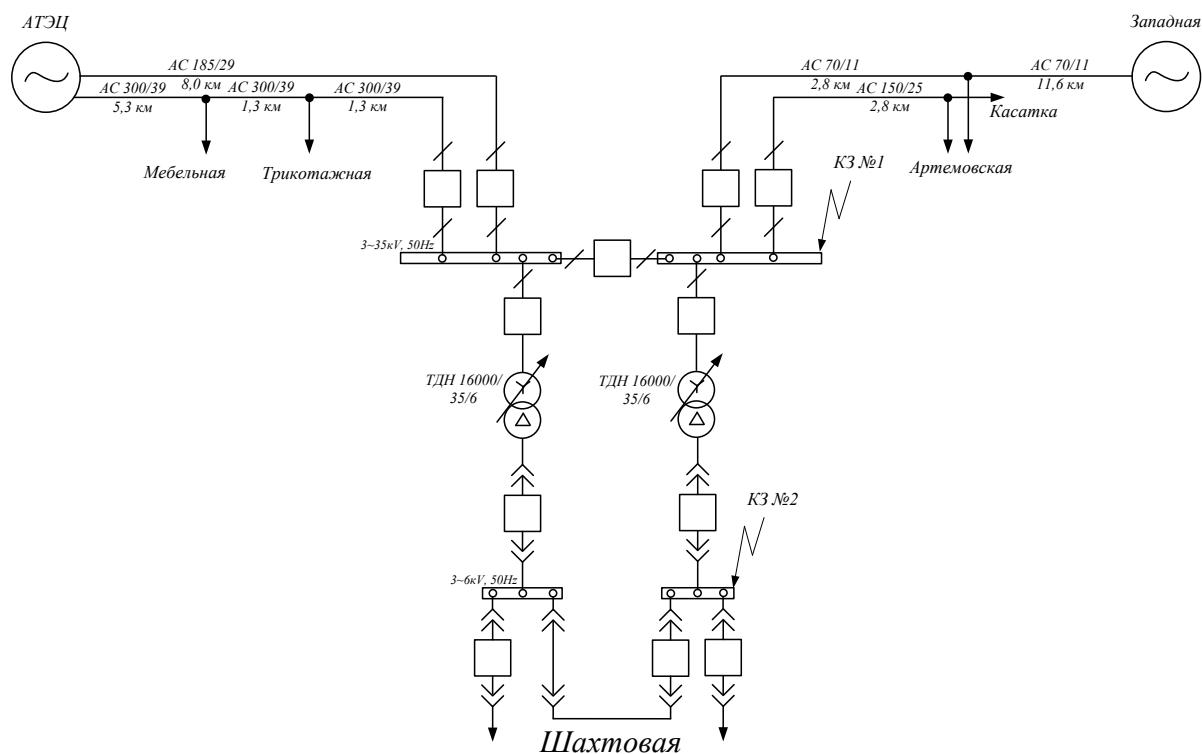 АТЭЦ
Западная
АС 185/29
8,0 км
АС 300/39
5,3 км
АС 300/39
1,3 км
АС 300/39
1,3 км
АС 70/11
2,8 км
АС 70/11
11,6 км
АС 150/25
2,8 км
Касатка
Мебельная
Трикотажная
Артемовская
КЗ №1
3~35kV, 50Hz
ТДН 16000/
35/6
ТДН 16000/
35/6
КЗ №2
3~6kV, 50Hz
Шахтовая